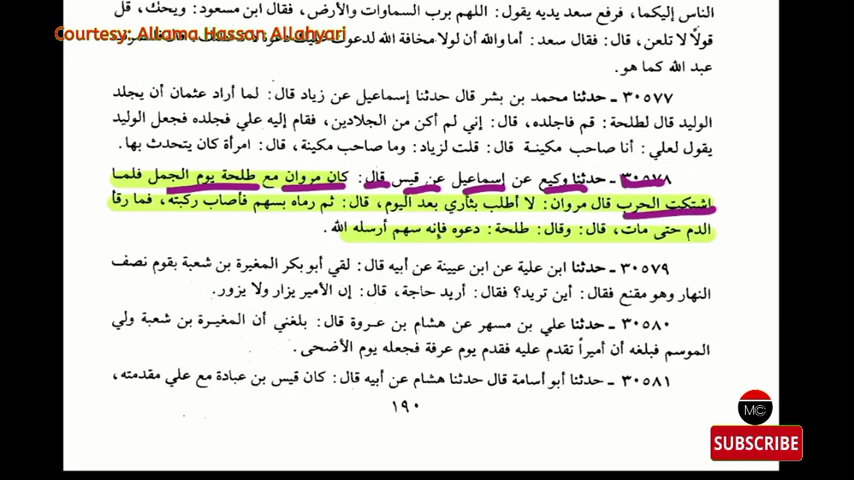 الناس إليكما، فرفع سعد يديه يقول: اللهم برب السماوات والأرض، فقال ابن مسعود: ويحك، قل
Courtesy: Allama Hassan Allahyari
قولاً لا تلعن، قال: فقال سعد: أما والله أن لولا مخافة الله لدعوت عليك
عبد الله كما هو.
٣٠٥٧٧ ـ حدثنا محمد بن بشر قال حدثنا إسماعيل عن زياد قال: لما أراد عثمان أن يجلد
الوليد قال لطلحة: قم فاجلده، قال: إني لم أكن من الجلادين، فقام إليه علي فجلده فجعل الوليد
يقول لعلي: أنا صاحب مكينة قال: قلت لزياد: وما صاحب مكينة، قال: امرأة كان يتحدث بها.
٣٠٥٧٨ ـ حدثنا وكيع عن إسماعيل عن قيس قال: كان مروان مع طلحة يوم الجمل فلما
اشتكت الحرب قال مروان: لا أطلب بثأري بعد اليوم، قال: ثم رماه بسهم فأصاب ركبته، فما رقأ
الدم حتى مات، قال: وقال: طلحة: دعوه فإنه سهم أرسله الله.
٣٠٥٧٩ ـ حدثنا ابن علية عن ابن عيينة عن أبيه قال: لقي أبو بكر المغيرة بن شعبة بقوم نصف
النهار وهو مقنع فقال: أين تريد؟ فقال: أريد حاجة، قال: إن الأمير يزار ولا يزور.
٣٠٥٨٠ ـ حدثنا علي بن مسهر عن هشام بن عروة قال: بلغني أن المغيرة بن شعبة ولي
الموسم فبلغه أن أميراً تقدم عليه فقدم يوم عرفة فجعله يوم الأضحى.
٣٠٥٨١ ـ حدثنا أبو أسامة قال حدثنا هشام عن أبيه قال: كان قيس بن عبادة مع علي مقدمته،
١٩٠
MC
SUBSCRIBE